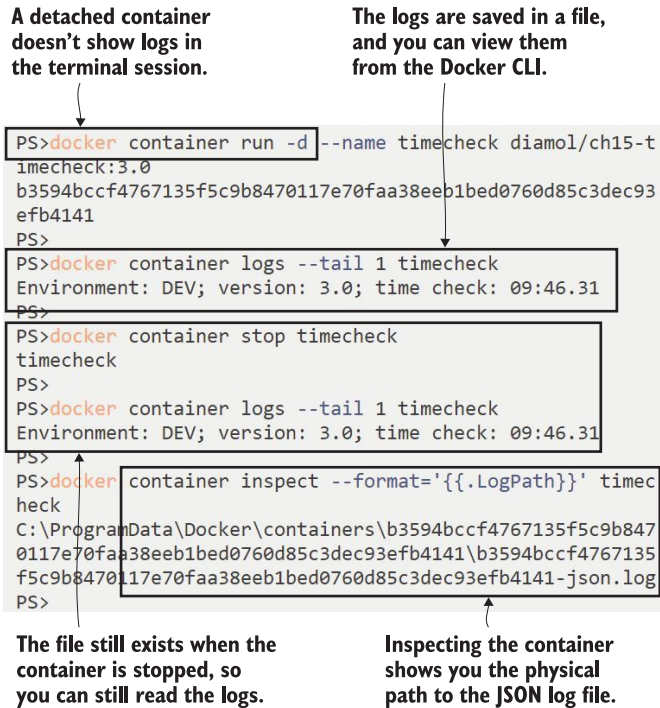 A detached container
doesn't show logs in
the terminal session.
The logs are saved in a file,
and you can view them
from the Docker CLI.
PS>docker container run -d --name timecheck diamol/ch15-t
imecheck:3.0
b3594bccf4767135f5c9b8470117e70faa38eeb1bed0760d85c3dec93
efb4141
PS>
PS>docker container logs --tail 1 timecheck
Environment: DEV; version: 3.0; time check: 09:46.31
PS>
PS>docker container stop timecheck
timecheck
PS>
PS>docker container logs --tail 1 timecheck
Environment: DEV; version: 3.0; time check: 09:46.31
PS>
PS>docker container inspect --format='{{.LogPath}}' timec
heck
C:\ProgramData\Docker\containers\b3594bccf4767135f5c9b847
0117e70faa38eeb1bed0760d85c3dec93efb4141\b3594bccf4767135
f5c9b8470117e70faa38eeb1bed0760d85c3dec93efb4141-json.log
PS>
The file still exists when the
container is stopped, so
you can still read the logs.
Inspecting the container
shows you the physical
path to the JSON log file.